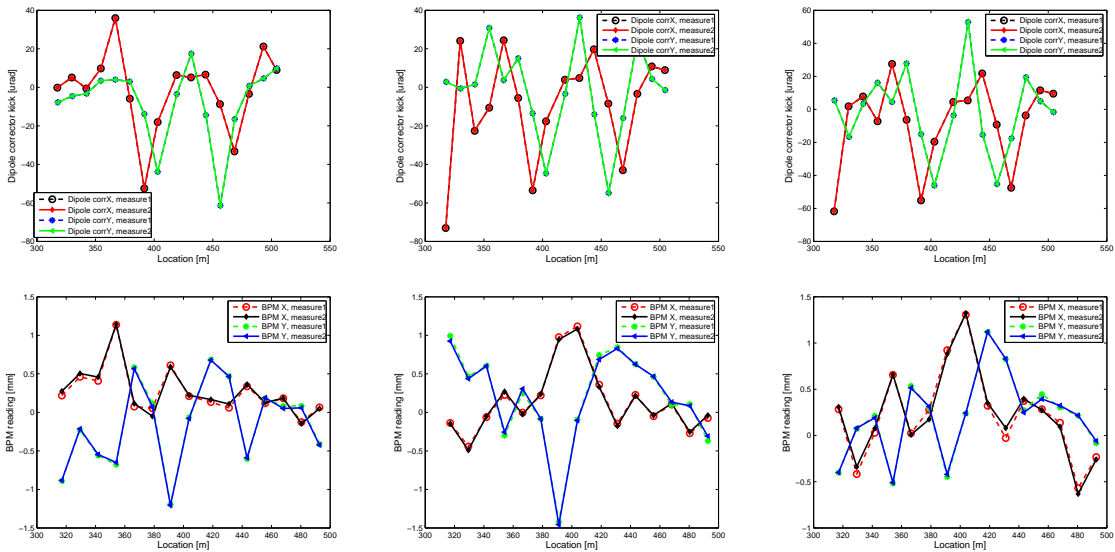 40
20
0
−20
−40
−60
−80
Dipole corrector kick [urad]
300 350 400 450 500 550
Location [m]
Dipole corrX, measure1
Dipole corrX, measure2
Dipole corrY, measure1
Dipole corrY, measure2
40
20
0
−20
−40
−60
−80
Dipole corrector kick [urad]
300 350 400 450 500 550
Location [m]
Dipole corrX, measure1
Dipole corrX, measure2
Dipole corrY, measure1
Dipole corrY, measure2
60
40
20
0
−20
−40
−60
−80
Dipole corrector kick [urad]
300 350 400 450 500 550
Location [m]
Dipole corrX, measure1
Dipole corrX, measure2
Dipole corrY, measure1
Dipole corrY, measure2
1.5
1
0.5
0
−0.5
−1
−1.5
BPM reading [mm]
300 320 340 360 380 400 420 440 460 480 500
Location [m]
BPM X, measure1
BPM X, measure2
BPM Y, measure1
BPM Y, measure2
1.5
1
0.5
0
−0.5
−1
−1.5
BPM reading [mm]
300 320 340 360 380 400 420 440 460 480 500
Location [m]
BPM X, measure1
BPM X, measure2
BPM Y, measure1
BPM Y, measure2
1.5
1
0.5
0
−0.5
−1
BPM reading [mm]
300 320 340 360 380 400 420 440 460 480 500
Location [m]
BPM X, measure1
BPM X, measure2
BPM Y, measure1
BPM Y, measure2